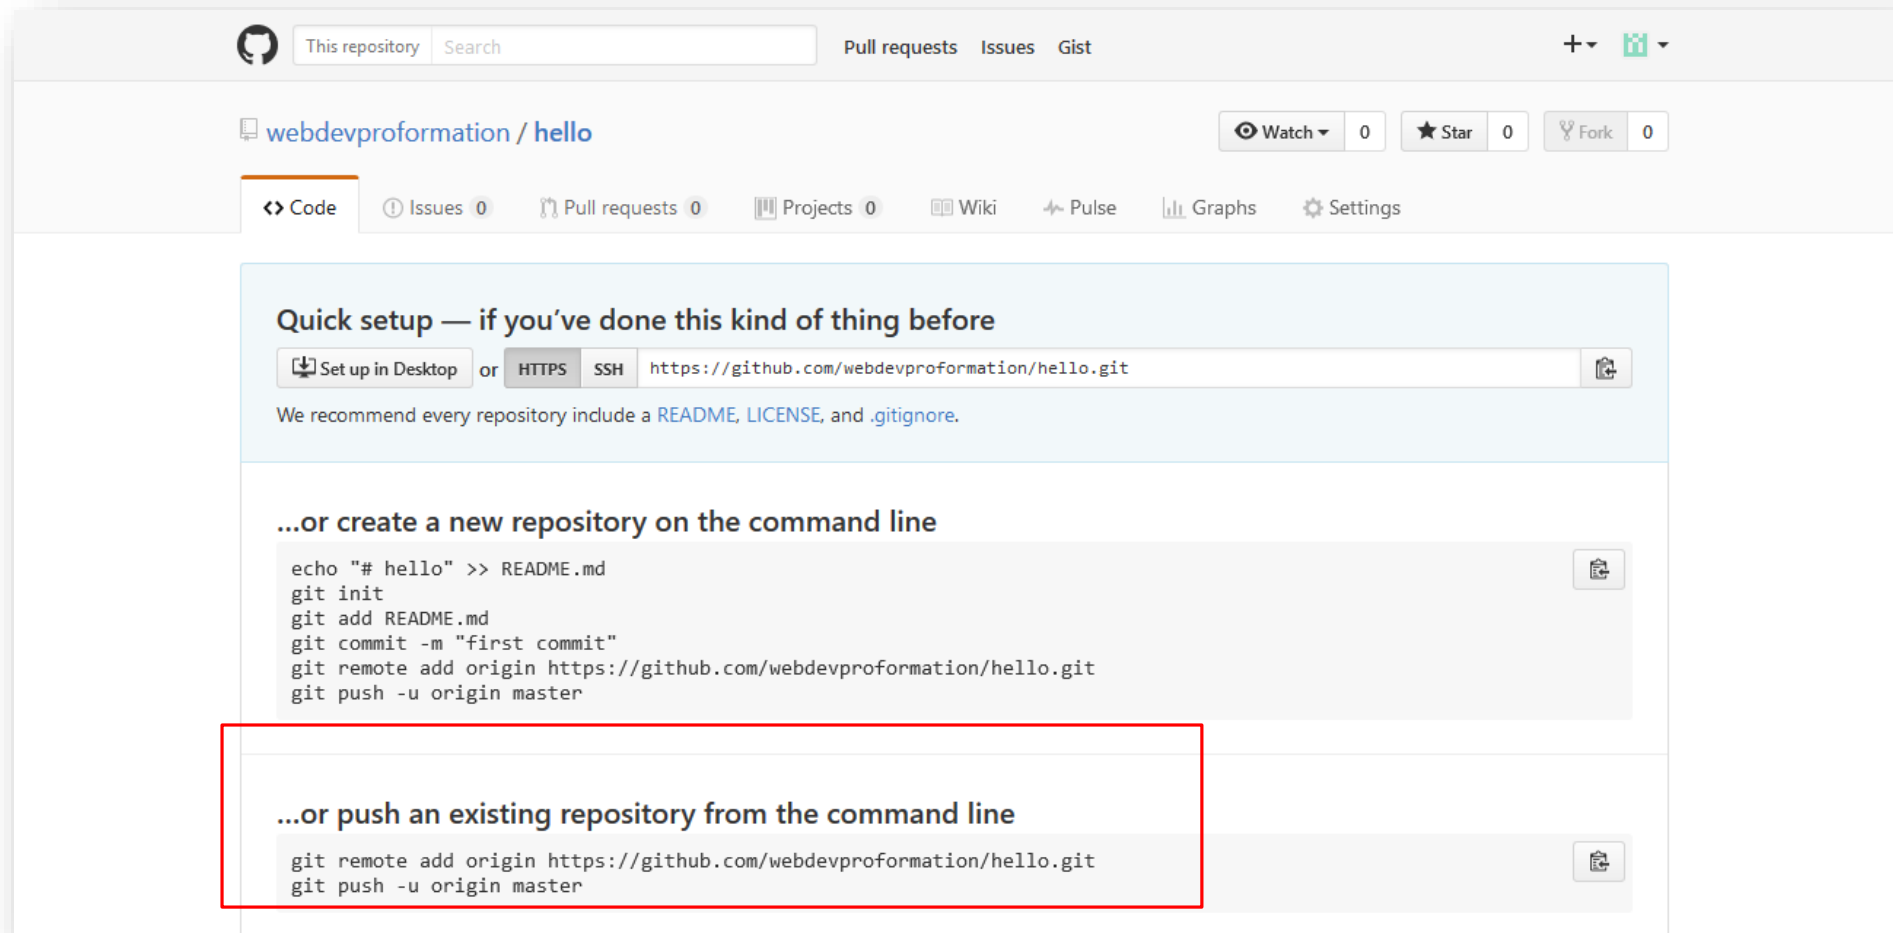 This repository Search Pull requests Issues Gist
webdevproformation / hello Watch 0 Star 0 Fork 0
Code Issues 0 Pull requests 0 Projects 0 Wiki Pulse Graphs Settings
Quick setup — if you’ve done this kind of thing before
Set up in Desktop or HTTPS SSH https://github.com/webdevproformation/hello.git
We recommend every repository include a README, LICENSE, and .gitignore.
…or create a new repository on the command line
echo "# hello" >> README.md
git init
git add README.md
git commit -m "first commit"
git remote add origin https://github.com/webdevproformation/hello.git
git push -u origin master
…or push an existing repository from the command line
git remote add origin https://github.com/webdevproformation/hello.git
git push -u origin master